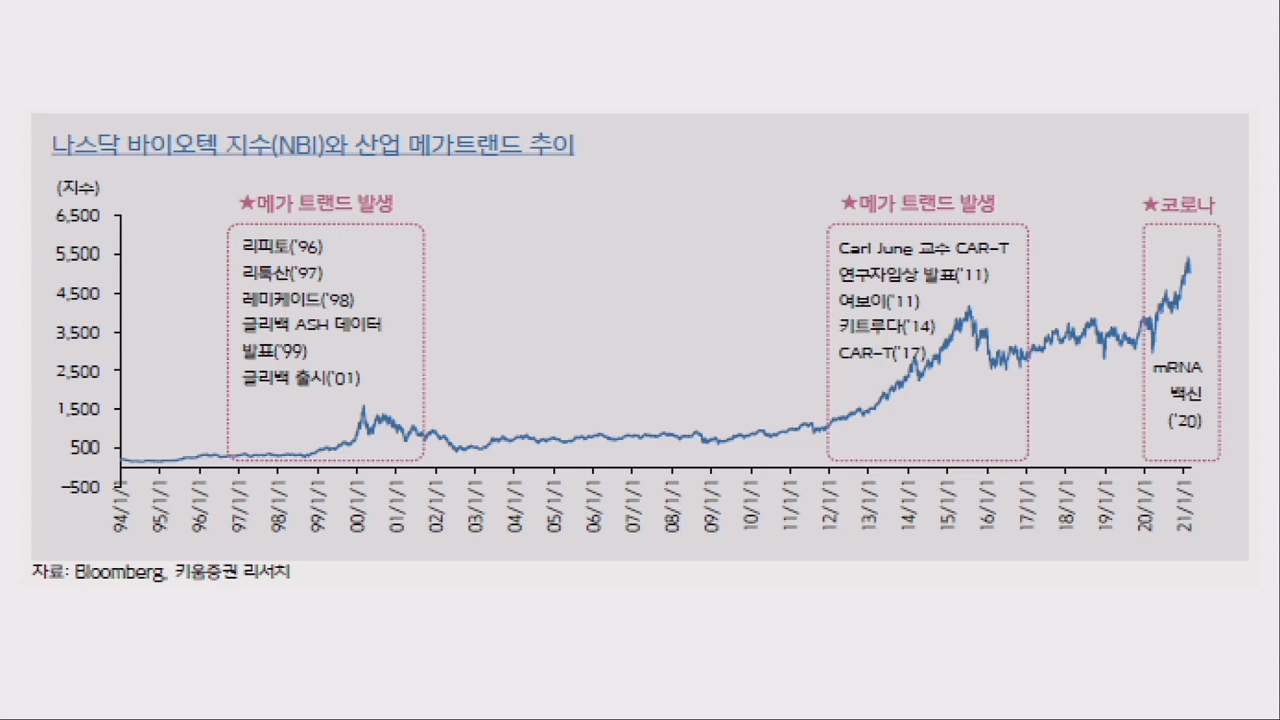 나스닥 바이오텍 지수(NBI)와 산업 메가트랜드 추이
(지수)
★메가 트랜드 발생
★메가 트랜드 발생
★코로나
6,500
5,500
4,500
3,500
2,500
1,500
500
-500
리피토('96)
리툭산('97)
레미케이드('98)
글리벡 ASH 데이터
발표('99)
글리벡 출시('01)
Carl June 교수 CAR-T
연구자임상 발표('11)
여보이('11)
키트루다('14)
CAR-T('17)
mRNA
백신
('20)
94/1/1
95/1/1
96/1/1
97/1/1
98/1/1
99/1/1
00/1/1
01/1/1
02/1/1
03/1/1
04/1/1
05/1/1
06/1/1
07/1/1
08/1/1
09/1/1
10/1/1
11/1/1
12/1/1
13/1/1
14/1/1
15/1/1
16/1/1
17/1/1
18/1/1
19/1/1
20/1/1
21/1/1
자료: Bloomberg, 키움증권 리서치